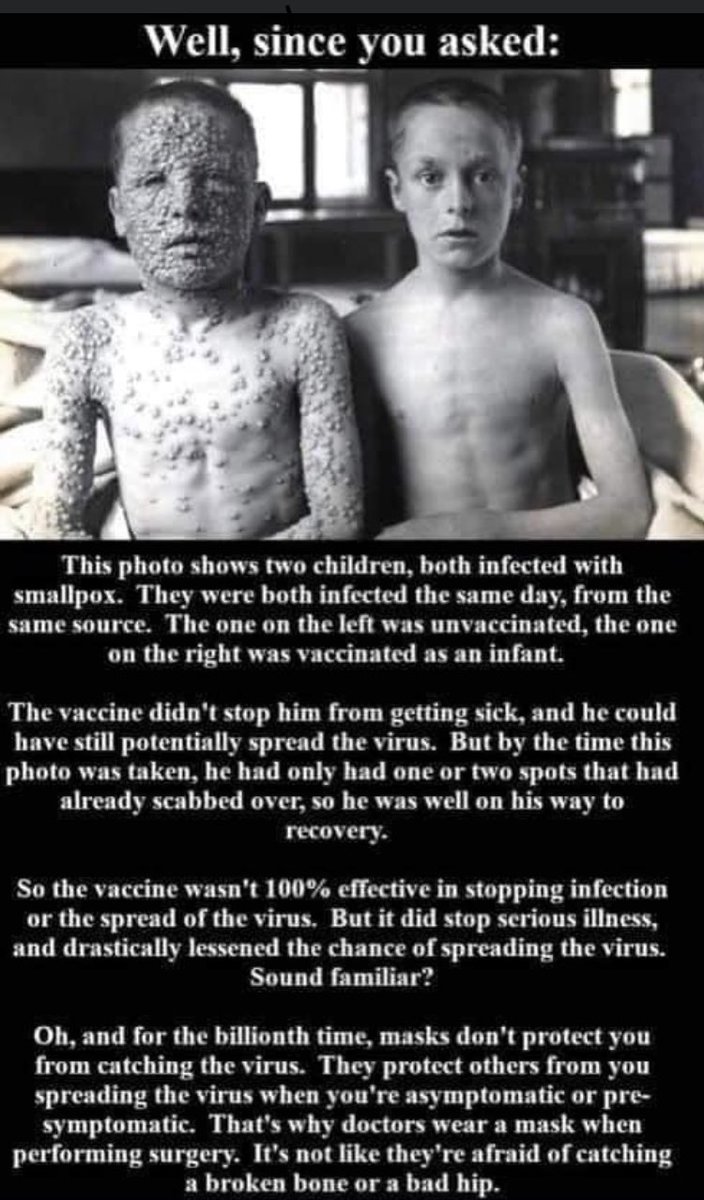 Well, since you asked:
This photo shows two children, both infected with
smallpox. They were both infected the same day, from the
same source. The one on the left was unvaccinated, the one
on the right was vaccinated as an infant.
The vaccine didn't stop him from getting sick, and he could
have still potentially spread the virus. But by the time this
photo was taken, he had only had one or two spots that had
already scabbed over, so he was well on his way to
recovery.
So the vaccine wasn't 100% effective in stopping infection
or the spread of the virus. But it did stop serious illness,
and drastically lessened the chance of spreading the virus.
Sound familiar?
Oh, and for the billionth time, masks don't protect you
from catching the virus. They protect others from you
spreading the virus when you're asymptomatic or pre-
symptomatic. That's why doctors wear a mask when
performing surgery. It's not like they're afraid of catching
a broken bone or a bad hip.